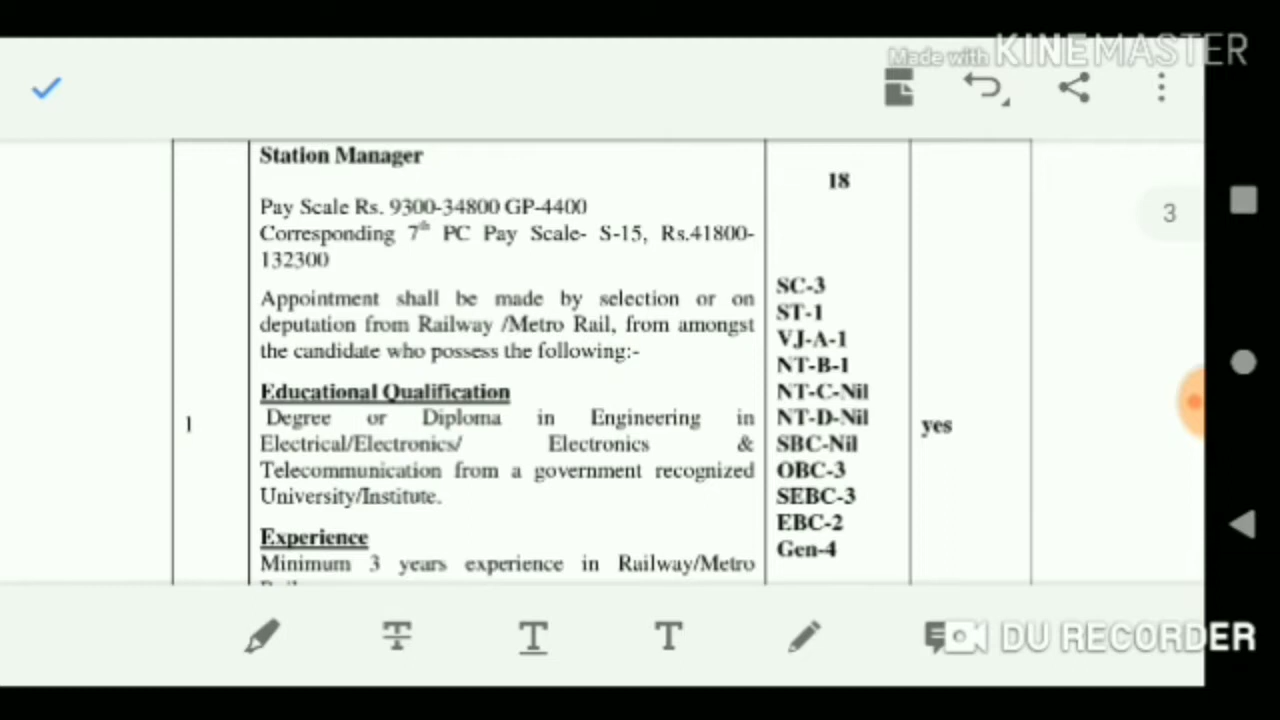 Made with KINEMASTER
3
Station Manager
18
Pay Scale Rs. 9300-34800 GP-4400
Corresponding 7th PC Pay Scale- S-15, Rs.41800-
132300
Appointment shall be made by selection or on
deputation from Railway /Metro Rail, from amongst
the candidate who possess the following:-
Educational Qualification
Degree or Diploma in Engineering in
Electrical/Electronics/ Electronics &
Telecommunication from a government recognized
University/Institute.
Experience
Minimum 3 years experience in Railway/Metro
SC-3
ST-1
VJ-A-1
NT-B-1
NT-C-Nil
NT-D-Nil
SBC-Nil
OBC-3
SEBC-3
EBC-2
Gen-4
1
yes
DU RECORDER